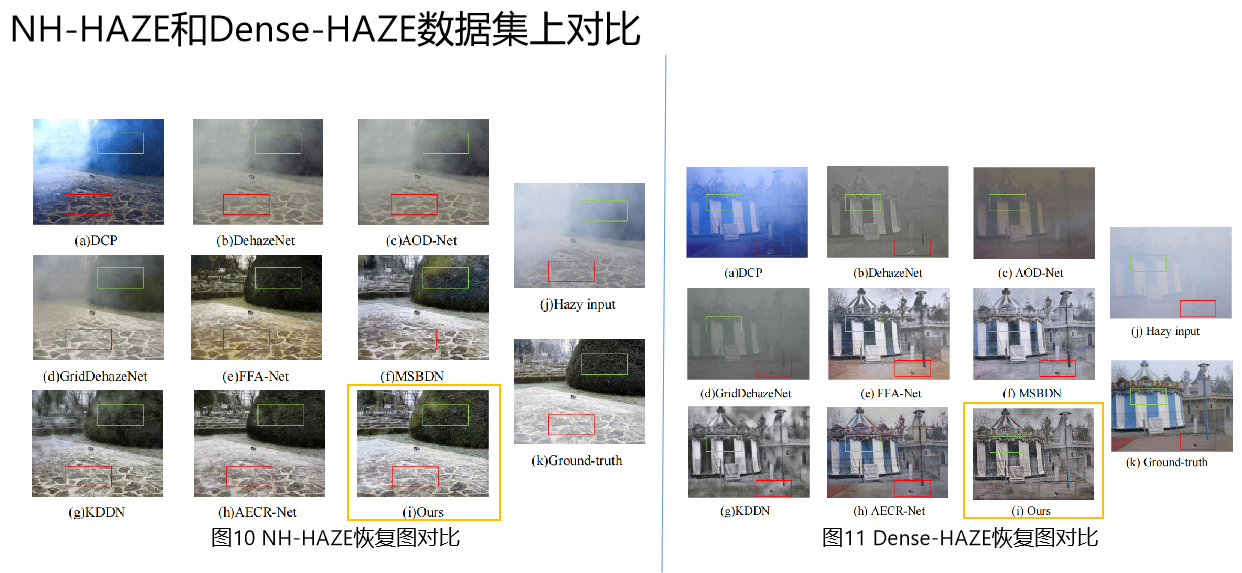 NH-HAZE和Dense-HAZE数据集上对比
(a)DCP
(b)DehazeNet
(c)AOD-Net
(d)GridDehazeNet
(e)FFA-Net
(f)MSBDN
(g)KDDN
(h)AECR-Net
(i)Ours
(j)Hazy input
(k)Ground-truth
图10 NH-HAZE恢复图对比
(a)DCP
(b)DehazeNet
(c) AOD-Net
(d)GridDehazeNet
(e) FFA-Net
(f) MSBDN
(g)KDDN
(h) AECR-Net
(i) Ours
(j) Hazy input
(k) Ground-truth
图11 Dense-HAZE恢复图对比